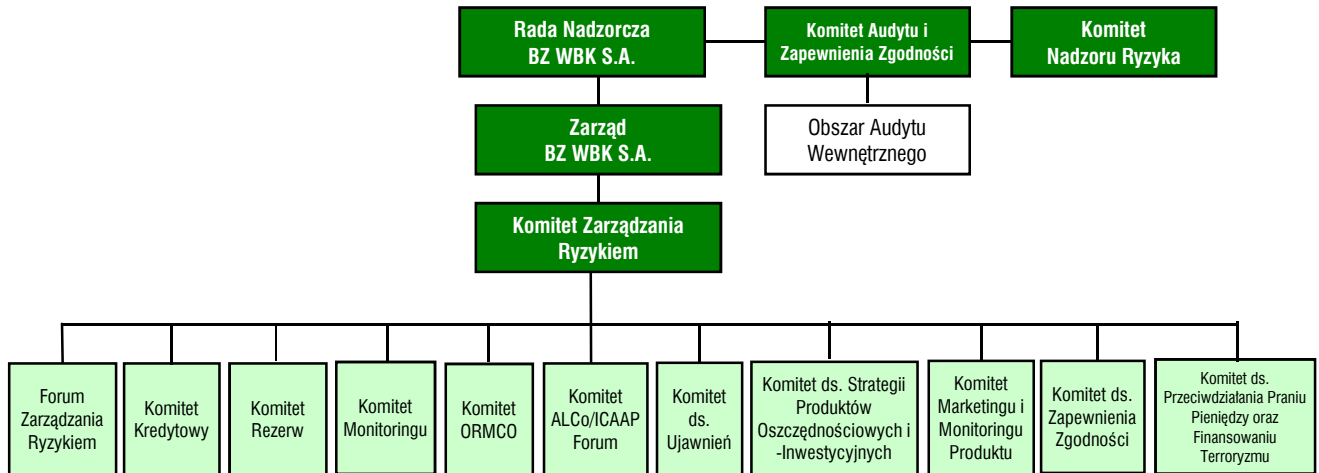 Rada Nadzorcza
BZ WBK S.A.
Komitet Audytu i
Zapewnienia Zgodności
Komitet
Nadzoru Ryzyka
Zarząd
BZ WBK S.A.
Obszar Audytu
Wewnętrznego
Komitet Zarządzania
Ryzykiem
Forum
Zarządzania
Ryzykiem
Komitet
Kredytowy
Komitet
Rezerw
Komitet
Monitoringu
Komitet
ORMCO
Komitet
ALCo/ICAAP
Forum
Komitet
ds.
Ujawnień
Komitet ds. Strategii
Produktów
Oszczędnościowych i
-Inwestycyjnych
Komitet
Marketingu i
Monitoringu
Produktu
Komitet ds.
Zapewnienia
Zgodności
Komitet ds.
Przeciwdziałania Praniu
Pieniędzy oraz
Finansowaniu
Terroryzmu